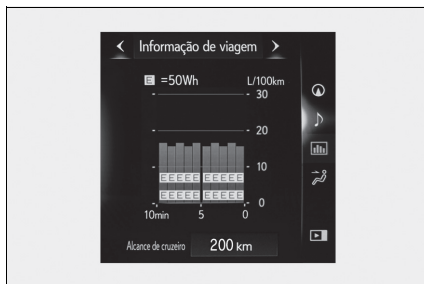 Informação de viagem
E =50Wh
L/100km
30
20
10
EEEEE EEEEE
EEEEE EEEEE
0
10min 5 0
Alcance de cruzeiro 200 km